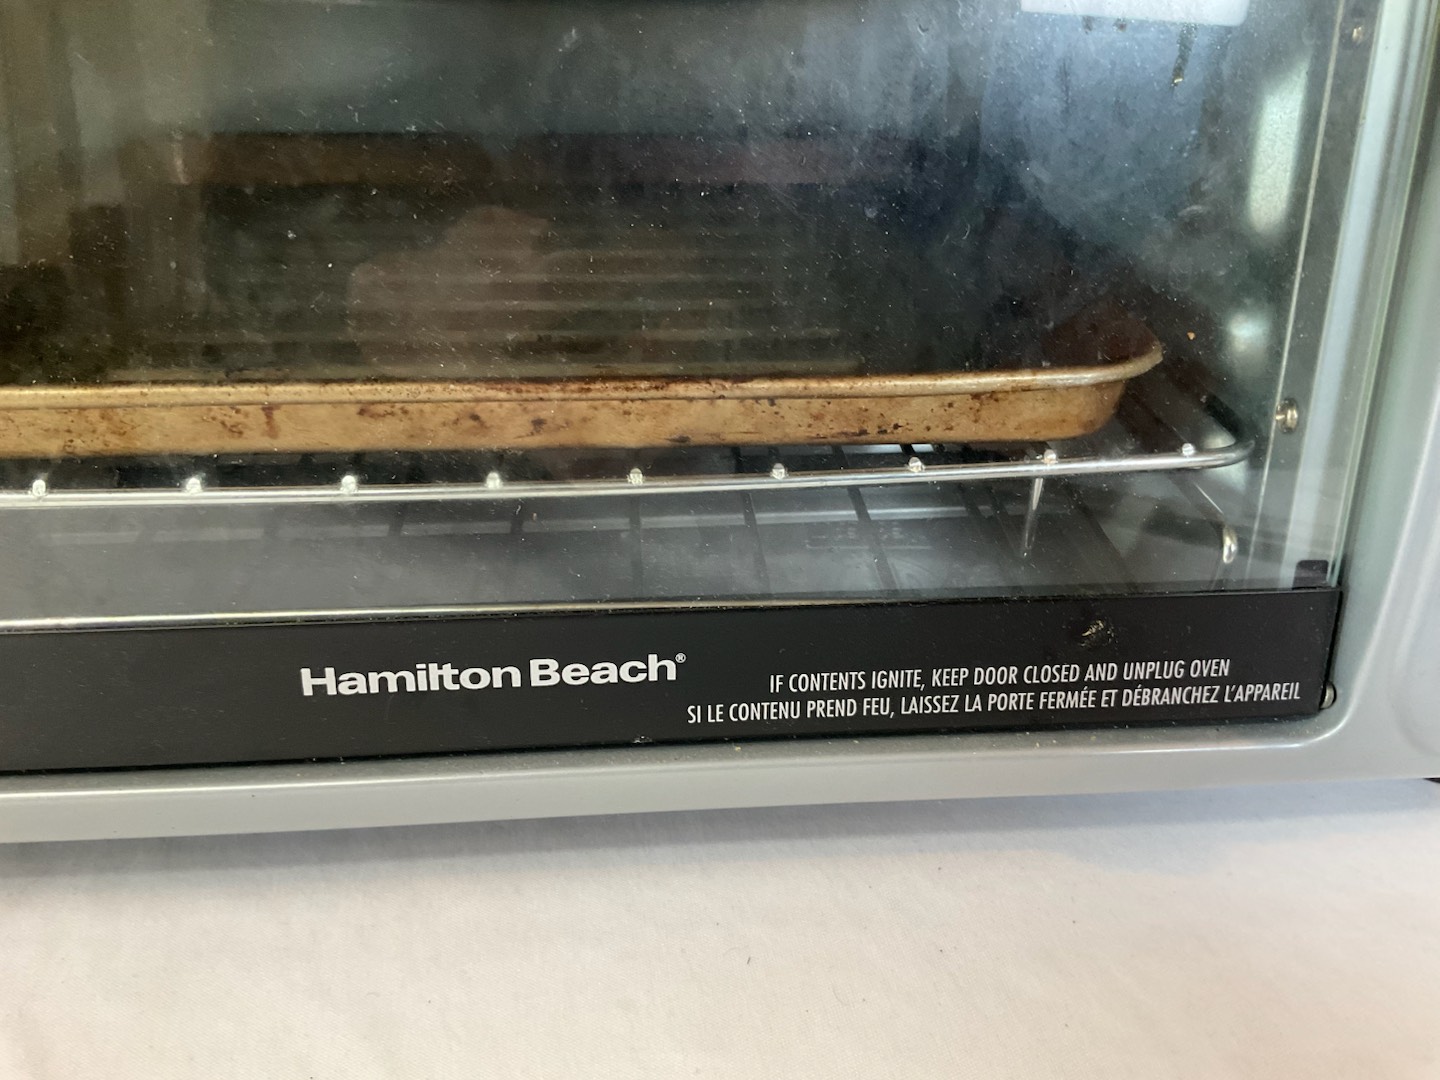 Hamilton Beach®
IF CONTENTS IGNITE, KEEP DOOR CLOSED AND UNPLUG OVEN
SI LE CONTENU PREND FEU, LAISSEZ LA PORTE FERMÉE ET DÉBRANCHEZ L'APPAREIL